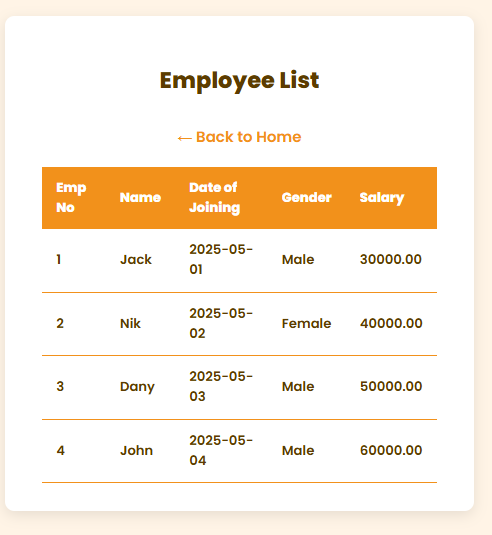 Employee List
← Back to Home
Emp No Name Date of Joining Gender Salary
1 Jack 2025-05-01 Male 30000.00
2 Nik 2025-05-02 Female 40000.00
3 Dany 2025-05-03 Male 50000.00
4 John 2025-05-04 Male 60000.00